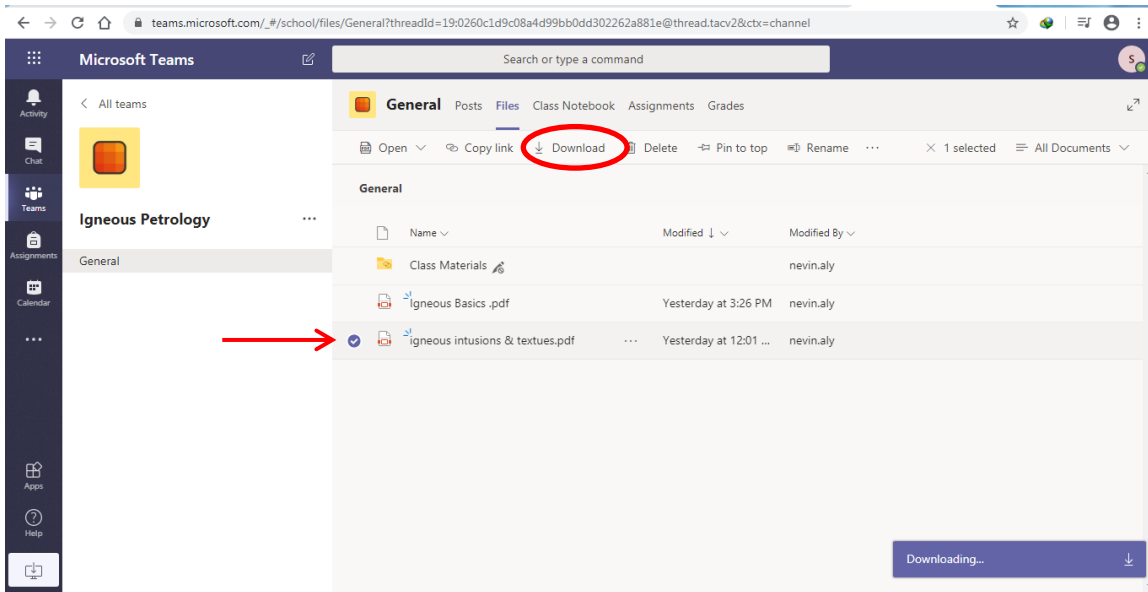 teams.microsoft.com/_#/school/files/General?threadId=19:0260c1d9c08a4d99bb0dd302262a881e@thread.tacv2&ctx=channel
Microsoft Teams
Search or type a command
S
Activity
Chat
Teams
Assignments
Calendar
Apps
Help
All teams
Igneous Petrology
General
General Posts Files Class Notebook Assignments Grades
Open Copy link Download Delete Pin to top Rename 1 selected All Documents
General
Name Modified Modified By
Class Materials nevin.aly
Igneous Basics .pdf Yesterday at 3:26 PM nevin.aly
igneous intusions & textues.pdf ... Yesterday at 12:01 ... nevin.aly
Downloading...